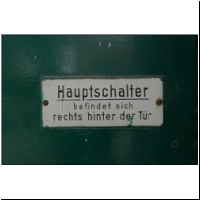 Hauptschalter
befindet sich
rechts hinter der Tür